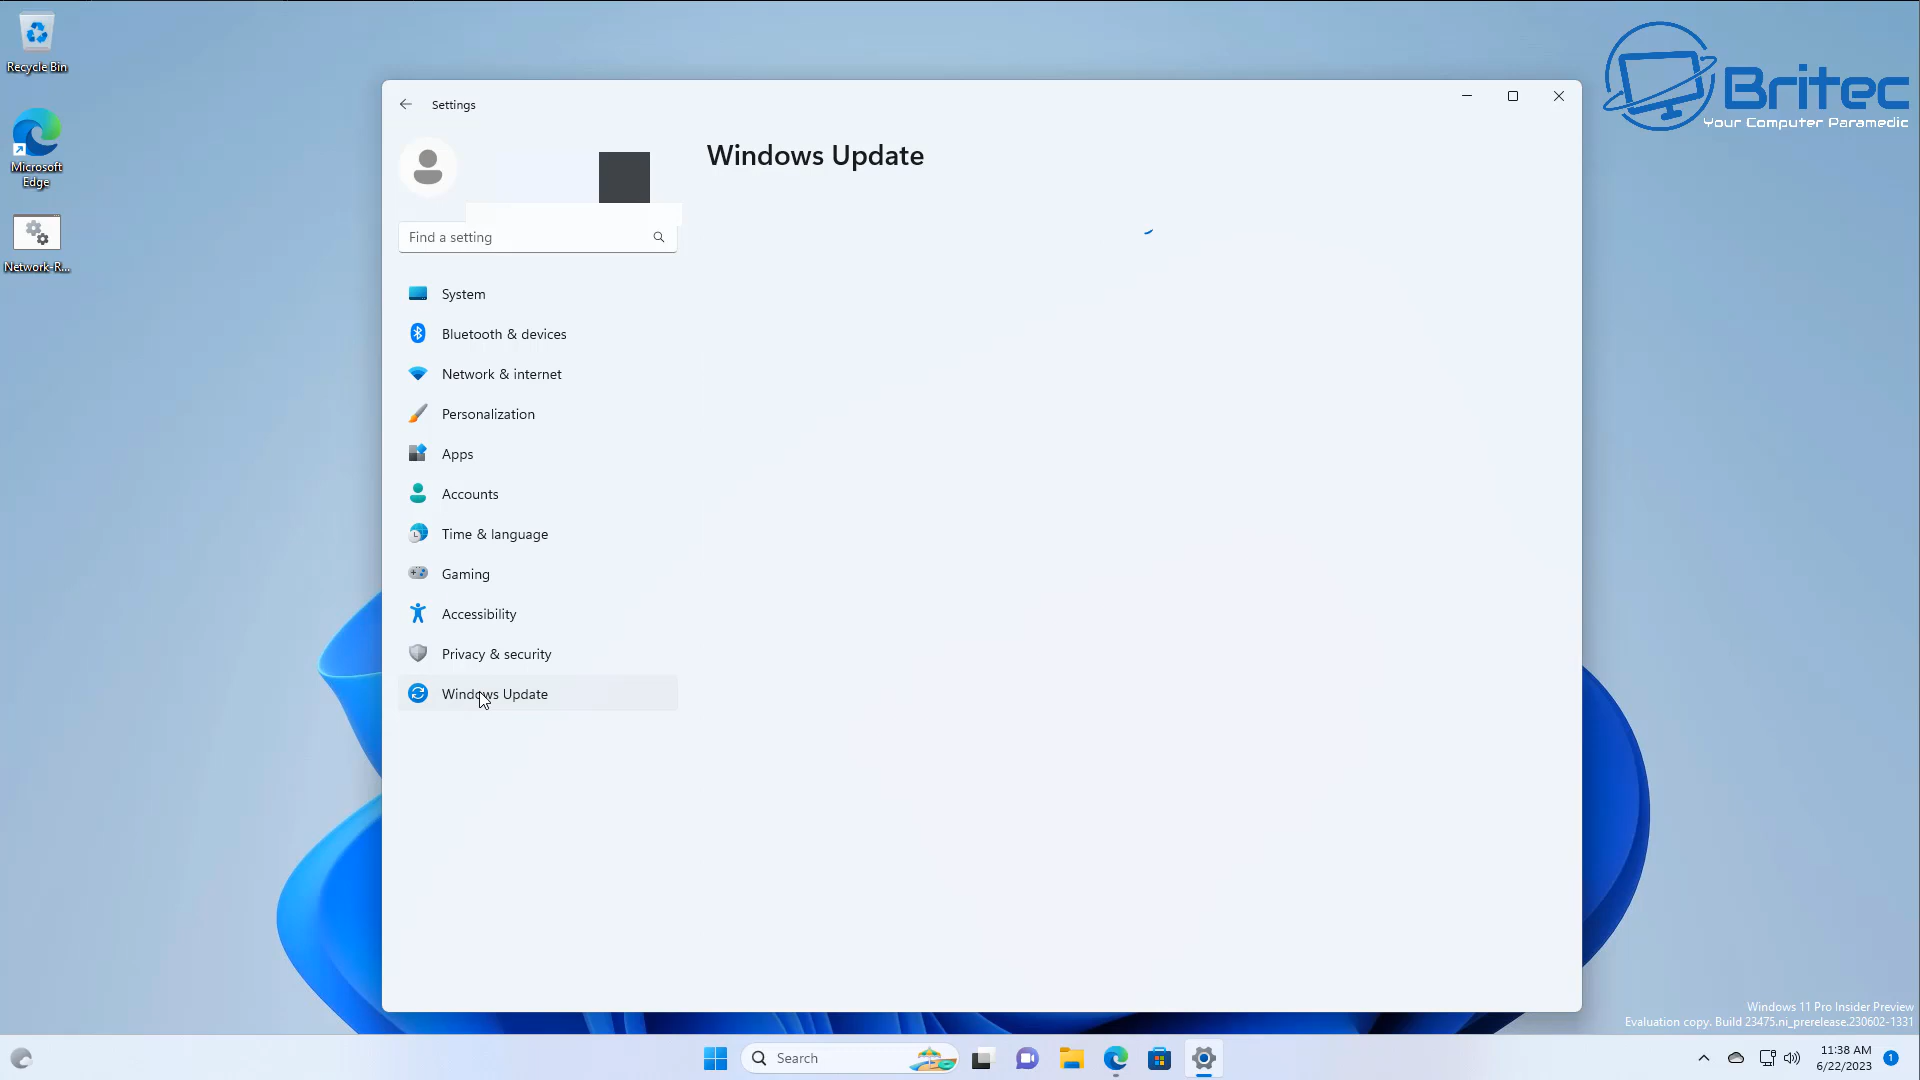 Recycle Bin
Microsoft
Edge
Network-R...
Britec
Your Computer Paramedic
Settings
Windows Update
Find a setting
System
Bluetooth & devices
Network & internet
Personalization
Apps
Accounts
Time & language
Gaming
Accessibility
Privacy & security
Windows Update
Windows 11 Pro Insider Preview
Evaluation copy. Build 23475.ni_prerelease.230602-1331
Search
11:38 AM
6/22/2023
1